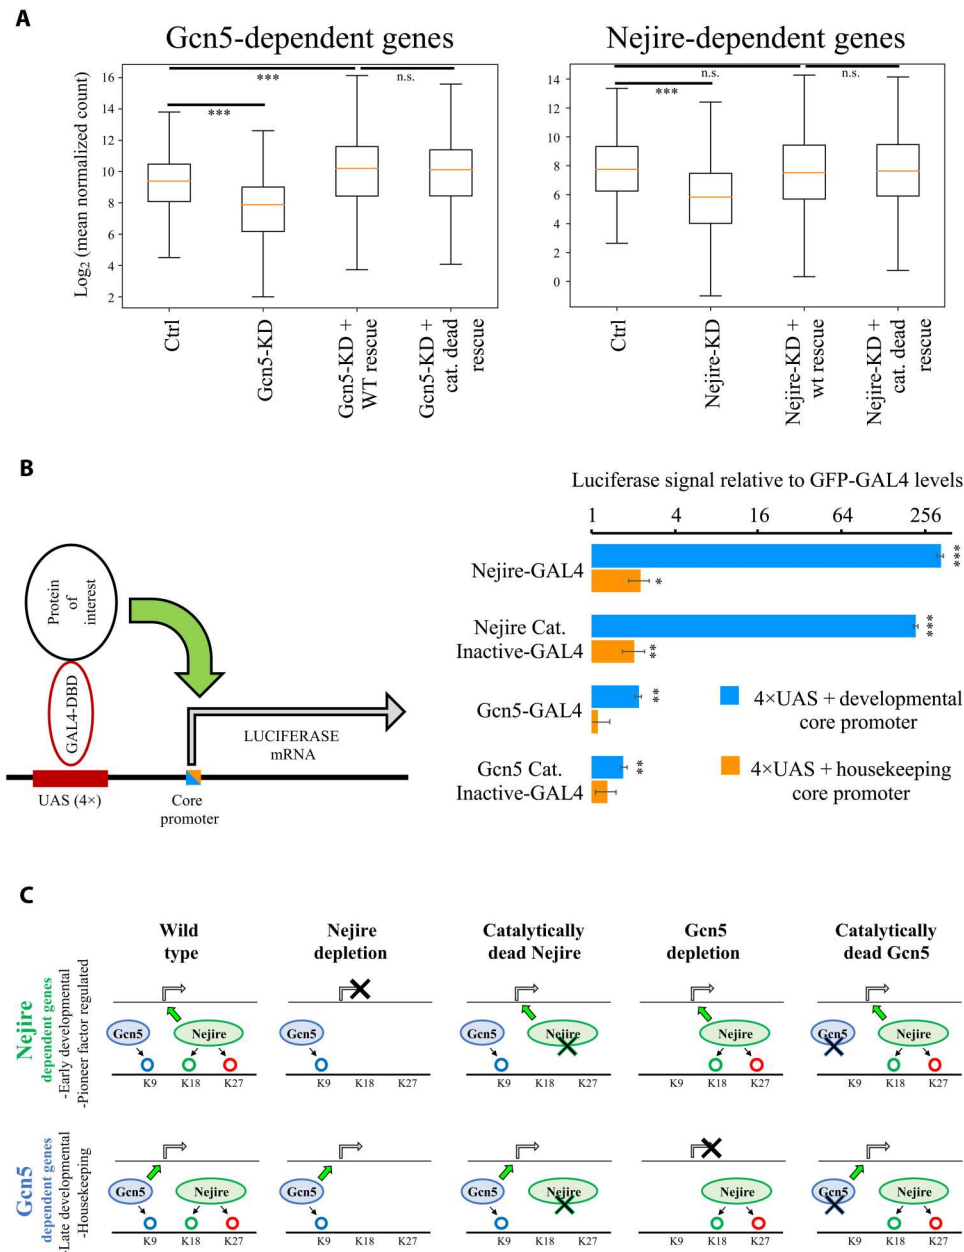 A
Gcn5-dependent genes
Nejire-dependent genes
Log₂ (mean normalized count)
16
14
12
10
8
6
4
2
***
***
n.s.
Ctrl
Gcn5-KD
Gcn5-KD +
WT rescue
Gcn5-KD +
cat. dead
rescue
14
12
10
8
6
4
2
0
n.s.
***
n.s.
Ctrl
Nejire-KD
Nejire-KD +
wt rescue
Nejire-KD +
cat. dead
rescue
B
Protein
of
interest
GAL4-DBD
LUCIFERASE
mRNA
UAS (4×)
Core
promoter
Luciferase signal relative to GFP-GAL4 levels
1 4 16 64 256
Nejire-GAL4
***
*
Nejire Cat.
Inactive-GAL4
***
**
Gcn5-GAL4
**
Gcn5 Cat.
Inactive-GAL4
**
4×UAS + developmental
core promoter
4×UAS + housekeeping
core promoter
C
Wild
type
Nejire
depletion
Catalytically
dead Nejire
Gcn5
depletion
Catalytically
dead Gcn5
Nejire
dependent genes
-Early developmental
-Pioneer factor regulated
Gcn5 Nejire
K9 K18 K27
Gcn5
K9 K18 K27
Gcn5 Nejire
K9 K18 K27
Nejire
K9 K18 K27
Gcn5 Nejire
K9 K18 K27
Gcn5
dependent genes
-Late developmental
-Housekeeping
Gcn5 Nejire
K9 K18 K27
Gcn5
K9 K18 K27
Gcn5 Nejire
K9 K18 K27
Nejire
K9 K18 K27
Gcn5 Nejire
K9 K18 K27